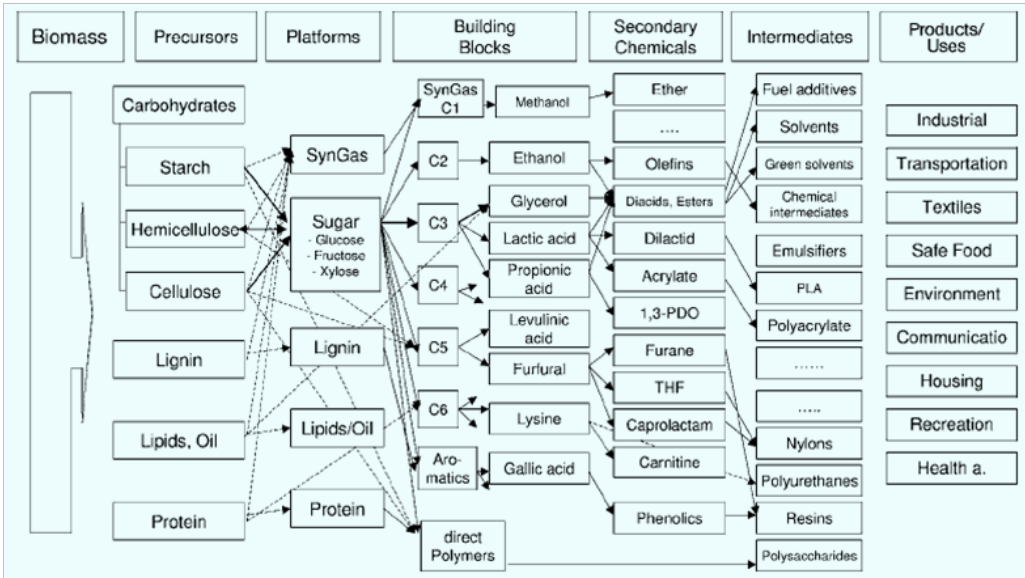 Biomass
Precursors
Platforms
Building
Blocks
Secondary
Chemicals
Intermediates
Products/
Uses
Carbohydrates
Starch
Hemicellulose
Cellulose
Lignin
Lipids, Oil
Protein
SynGas
Sugar
- Glucose
- Fructose
- Xylose
Lignin
Lipids/Oil
Protein
SynGas
C1
C2
C3
C4
C5
C6
Aro-
matics
direct
Polymers
Methanol
Ethanol
Glycerol
Lactic acid
Propionic
acid
Levulinic
acid
Furfural
Lysine
Gallic acid
Ether
....
Olefins
Diacids, Esters
Dilactid
Acrylate
1,3-PDO
Furane
THF
Caprolactam
Carnitine
Phenolics
Fuel additives
Solvents
Green solvents
Chemical
intermediates
Emulsifiers
PLA
Polyacrylate
......
.....
Nylons
Polyurethanes
Resins
Polysaccharides
Industrial
Transportation
Textiles
Safe Food
Environment
Communicatio
Housing
Recreation
Health a.